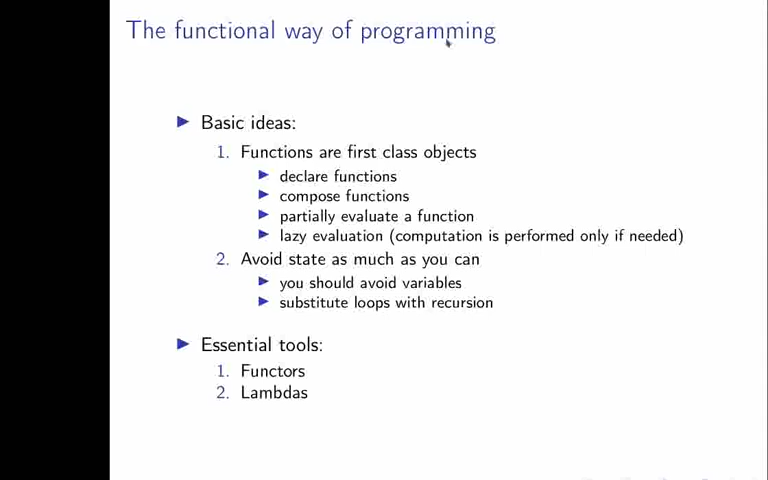 The functional way of programming
▶ Basic ideas:
1. Functions are first class objects
▶ declare functions
▶ compose functions
▶ partially evaluate a function
▶ lazy evaluation (computation is performed only if needed)
2. Avoid state as much as you can
▶ you should avoid variables
▶ substitute loops with recursion
▶ Essential tools:
1. Functors
2. Lambdas